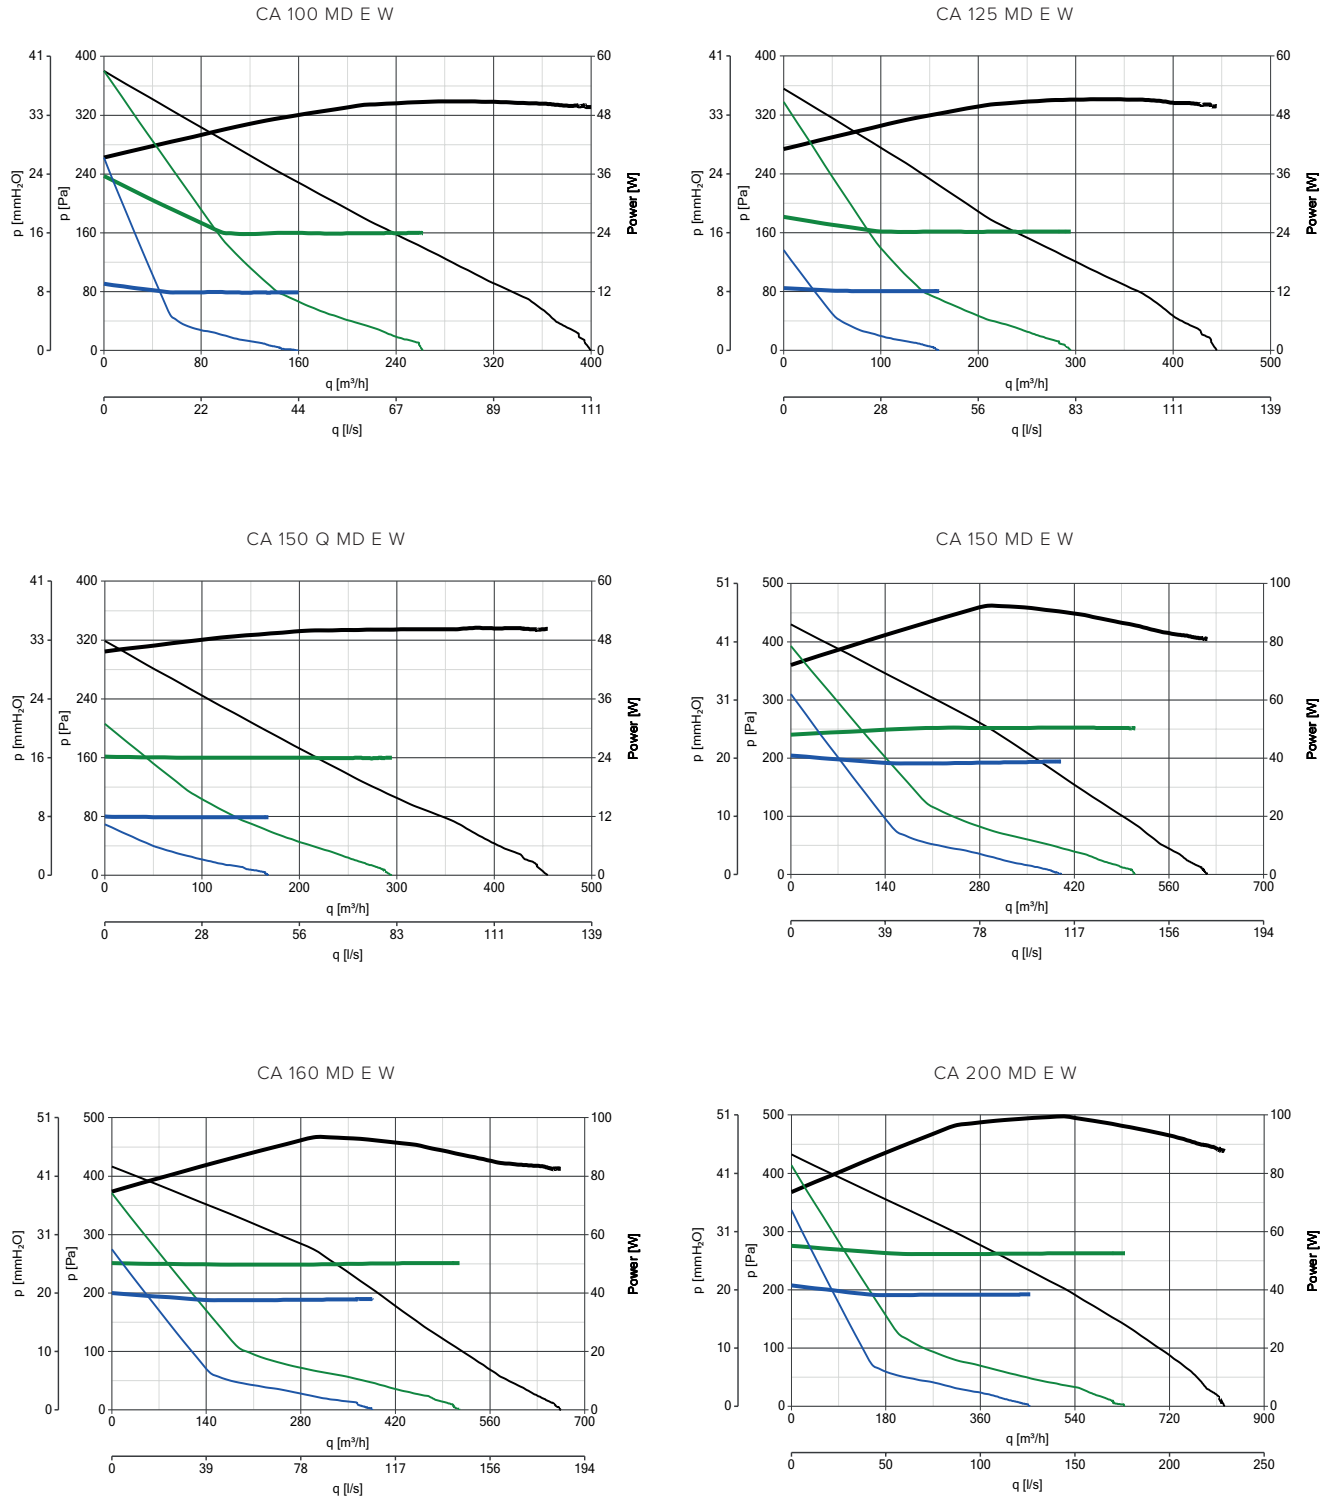 CA 100 MD E W
CA 125 MD E W
41 400 60
33 320 48
24 240 36
16 160 24
8 80 12
0 0 0
p [mmH₂O]
p [Pa]
Power [W]
0 80 160 240 320 400
q [m³/h]
0 22 44 67 89 111
q [l/s]
41 400 60
33 320 48
24 240 36
16 160 24
8 80 12
0 0 0
p [mmH₂O]
p [Pa]
Power [W]
0 100 200 300 400 500
q [m³/h]
0 28 56 83 111 139
q [l/s]
CA 150 Q MD E W
CA 150 MD E W
41 400 60
33 320 48
24 240 36
16 160 24
8 80 12
0 0 0
p [mmH₂O]
p [Pa]
Power [W]
0 100 200 300 400 500
q [m³/h]
0 28 56 83 111 139
q [l/s]
51 500 100
41 400 80
31 300 60
20 200 40
10 100 20
0 0 0
p [mmH₂O]
p [Pa]
Power [W]
0 140 280 420 560 700
q [m³/h]
0 39 78 117 156 194
q [l/s]
CA 160 MD E W
CA 200 MD E W
51 500 100
41 400 80
31 300 60
20 200 40
10 100 20
0 0 0
p [mmH₂O]
p [Pa]
Power [W]
0 140 280 420 560 700
q [m³/h]
0 39 78 117 156 194
q [l/s]
51 500 100
41 400 80
31 300 60
20 200 40
10 100 20
0 0 0
p [mmH₂O]
p [Pa]
Power [W]
0 180 360 540 720 900
q [m³/h]
0 50 100 150 200 250
q [l/s]